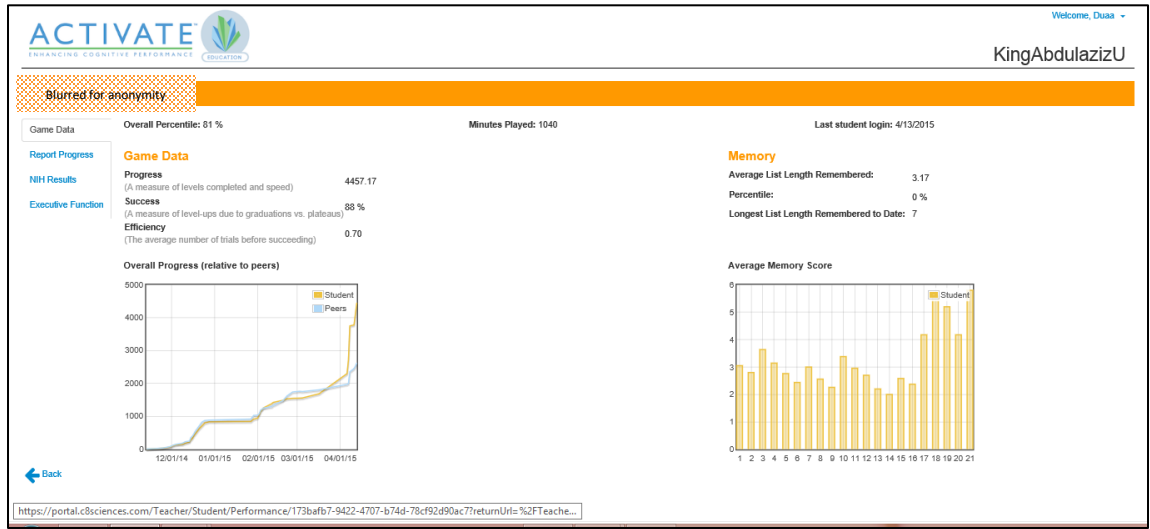 Welcome, Duaa
ACTIVATE™
ENHANCING COGNITIVE PERFORMANCE
EDUCATION
KingAbdulazizU
Blurred for anonymity
Game Data
Report Progress
NIH Results
Executive Function
Overall Percentile: 81 %
Minutes Played: 1040
Last student login: 4/13/2015
Game Data
Progress
(A measure of levels completed and speed)
4457.17
Success
(A measure of level-ups due to graduations vs. plateaus)
88 %
Efficiency
(The average number of trials before succeeding)
0.70
Memory
Average List Length Remembered: 3.17
Percentile: 0 %
Longest List Length Remembered to Date: 7
Overall Progress (relative to peers)
5000
4000
3000
2000
1000
0
Student
Peers
12/01/14 01/01/15 02/01/15 03/01/15 04/01/15
Average Memory Score
6
5
4
3
2
1
0
Student
1 2 3 4 5 6 7 8 9 10 11 12 13 14 15 16 17 18 19 20 21
Back
https://portal.c8sciences.com/Teacher/Student/Performance/173bafb7-9422-4707-b74d-78cf92d90ac7?returnUrl=%2FTeache...